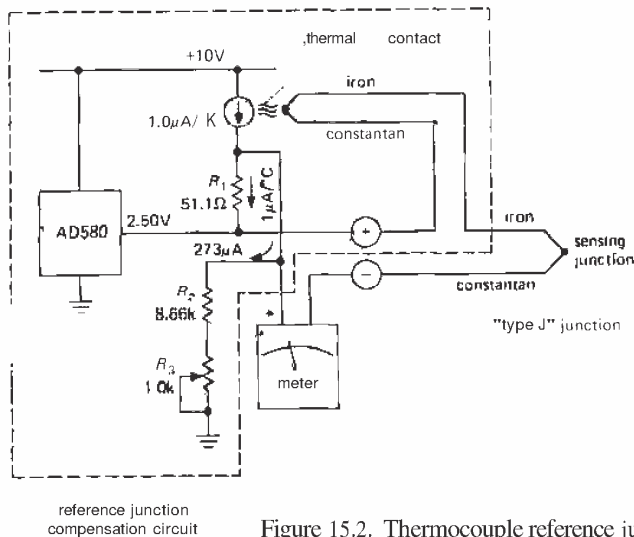 ,thermal contact
+10V
iron
1.0μA/ K
constantan
R1
51.1Ω
1μA/°C
AD580
2.50V
+
iron
273μA
sensing
junction
−
constantan
R2
8.66k
"type J" junction
R3
1 0k
meter
reference junction
compensation circuit
Figure 15.2. Thermocouple reference ju